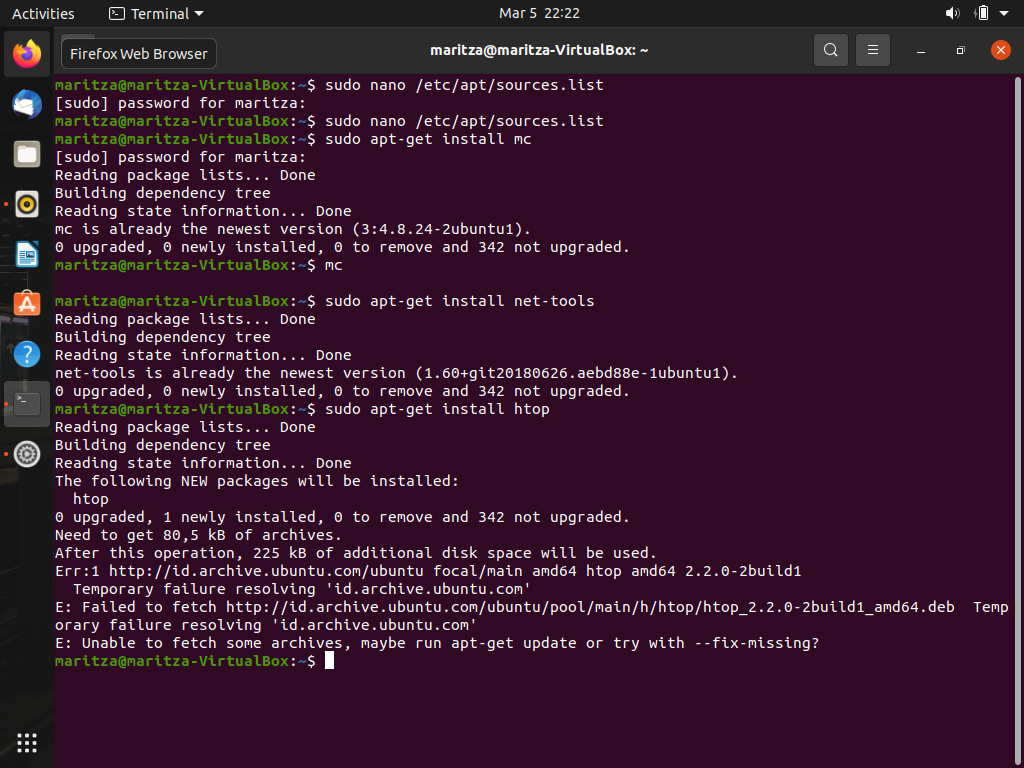 Activities
Terminal
Mar 5 22:22
Firefox Web Browser
maritza@maritza-VirtualBox: ~
maritza@maritza-VirtualBox:~$ sudo nano /etc/apt/sources.list
[sudo] password for maritza:
maritza@maritza-VirtualBox:~$ sudo nano /etc/apt/sources.list
maritza@maritza-VirtualBox:~$ sudo apt-get install mc
[sudo] password for maritza:
Reading package lists... Done
Building dependency tree
Reading state information... Done
mc is already the newest version (3:4.8.24-2ubuntu1).
0 upgraded, 0 newly installed, 0 to remove and 342 not upgraded.
maritza@maritza-VirtualBox:~$ mc
maritza@maritza-VirtualBox:~$ sudo apt-get install net-tools
Reading package lists... Done
Building dependency tree
Reading state information... Done
net-tools is already the newest version (1.60+git20180626.aebd88e-1ubuntu1).
0 upgraded, 0 newly installed, 0 to remove and 342 not upgraded.
maritza@maritza-VirtualBox:~$ sudo apt-get install htop
Reading package lists... Done
Building dependency tree
Reading state information... Done
The following NEW packages will be installed:
htop
0 upgraded, 1 newly installed, 0 to remove and 342 not upgraded.
Need to get 80,5 kB of archives.
After this operation, 225 kB of additional disk space will be used.
Err:1 http://id.archive.ubuntu.com/ubuntu focal/main amd64 htop amd64 2.2.0-2build1
Temporary failure resolving 'id.archive.ubuntu.com'
E: Failed to fetch http://id.archive.ubuntu.com/ubuntu/pool/main/h/htop/htop_2.2.0-2build1_amd64.deb  Temp
orary failure resolving 'id.archive.ubuntu.com'
E: Unable to fetch some archives, maybe run apt-get update or try with --fix-missing?
maritza@maritza-VirtualBox:~$